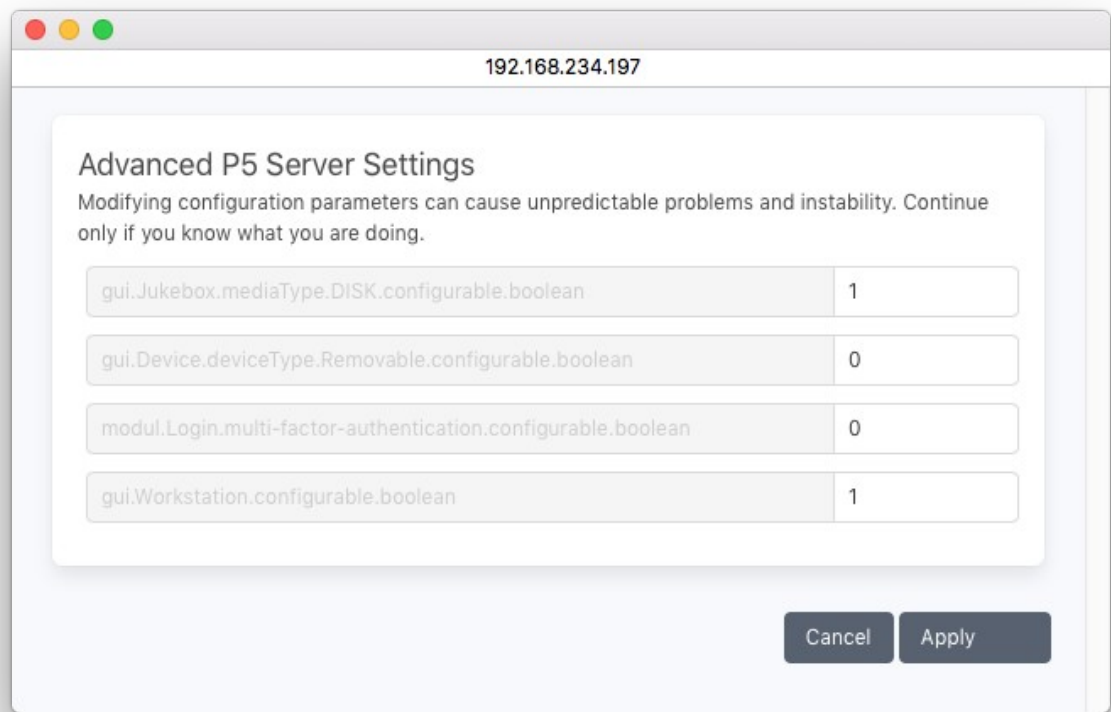 192.168.234.197
Advanced P5 Server Settings
Modifying configuration parameters can cause unpredictable problems and instability. Continue
only if you know what you are doing.
gui.Jukebox.mediaType.DISK.configurable.boolean 1
gui.Device.deviceType.Removable.configurable.boolean 0
modul.Login.multi-factor-authentication.configurable.boolean 0
gui.Workstation.configurable.boolean 1
Cancel Apply